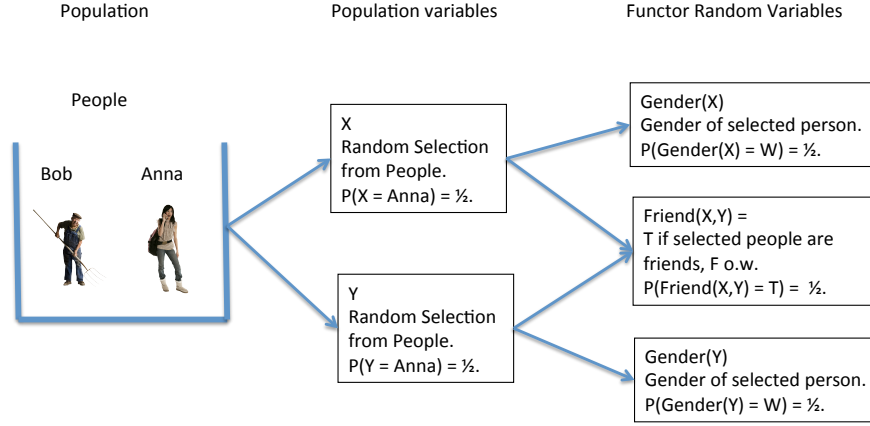 Population
Population variables
Functor Random Variables
People
Bob
Anna
X
Random Selection
from People.
P(X = Anna) = ½.
Y
Random Selection
from People.
P(Y = Anna) = ½.
Gender(X)
Gender of selected person.
P(Gender(X) = W) = ½.
Friend(X,Y) =
T if selected people are
friends, F o.w.
P(Friend(X,Y) = T) = ½.
Gender(Y)
Gender of selected person.
P(Gender(Y) = W) = ½.